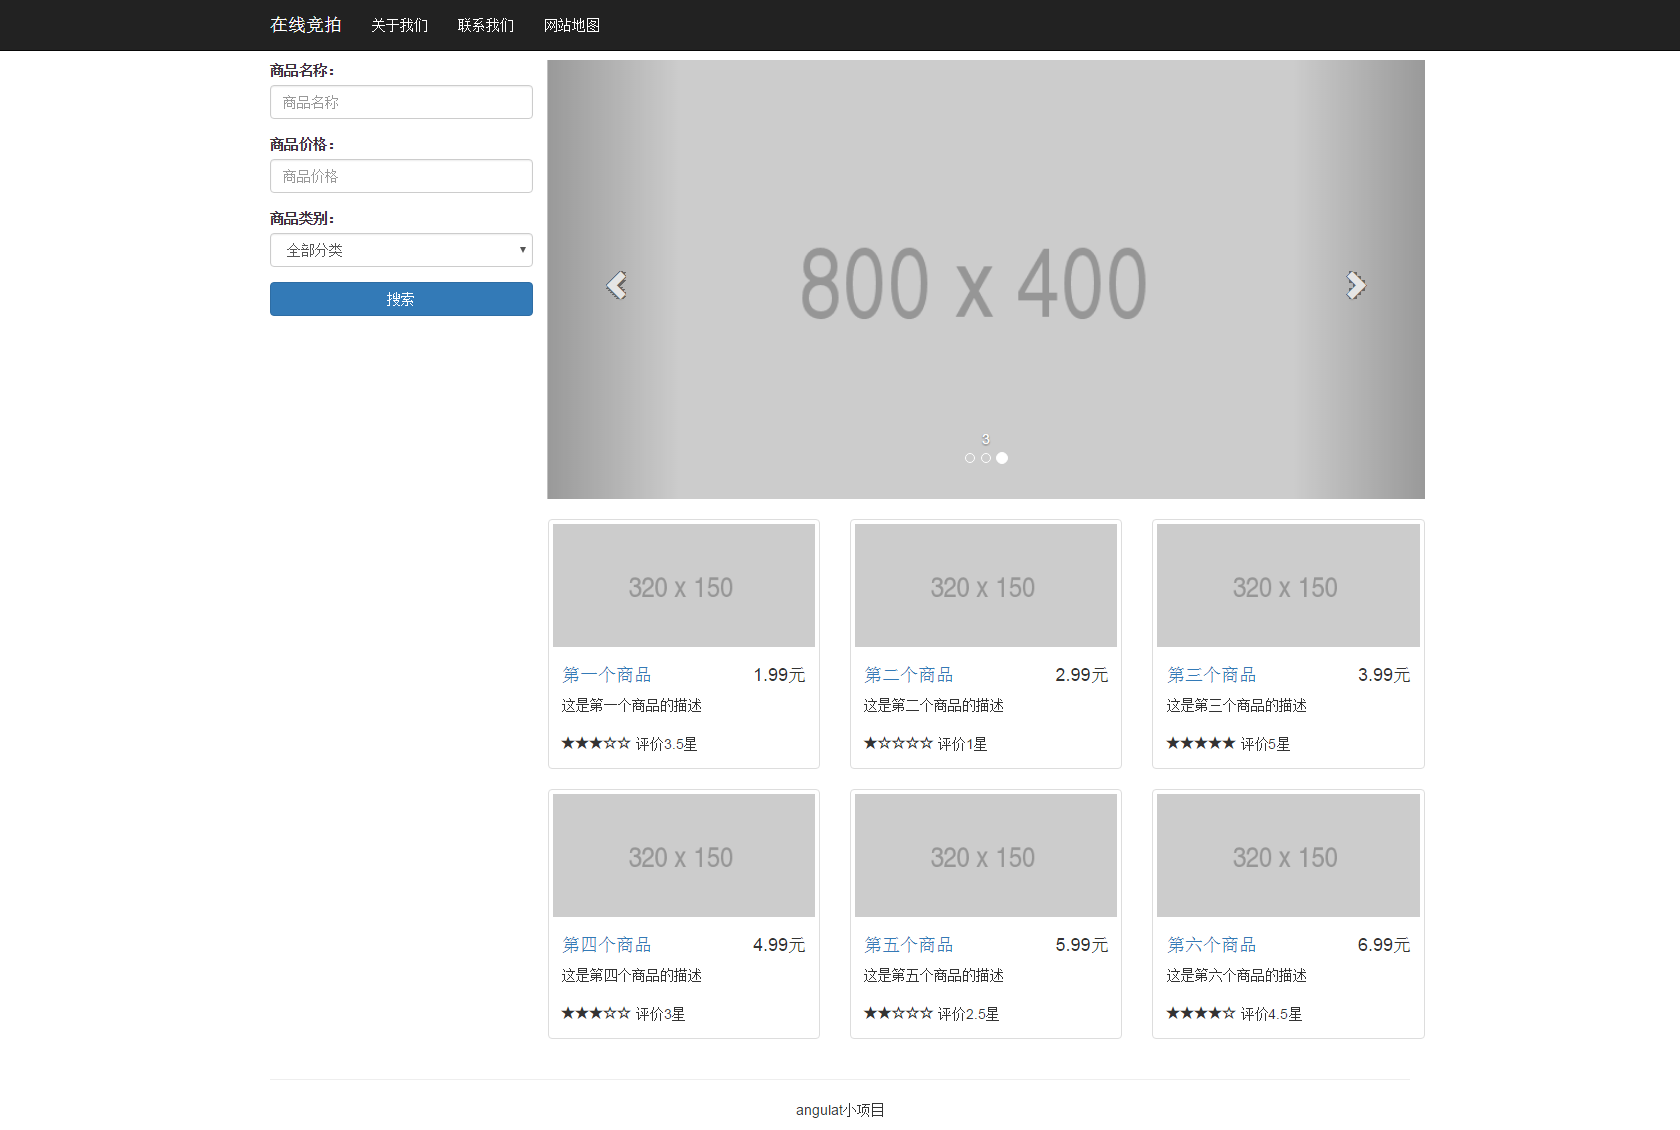 在线竞拍 关于我们 联系我们 网站地图
商品名称：
商品名称
商品价格：
商品价格
商品类别：
全部分类
搜索
800 x 400
3
320 x 150
第一个商品 1.99元
这是第一个商品的描述
★★★☆☆ 评价3.5星
320 x 150
第二个商品 2.99元
这是第二个商品的描述
★☆☆☆☆ 评价1星
320 x 150
第三个商品 3.99元
这是第三个商品的描述
★★★★★ 评价5星
320 x 150
第四个商品 4.99元
这是第四个商品的描述
★★★☆☆ 评价3星
320 x 150
第五个商品 5.99元
这是第五个商品的描述
★★☆☆☆ 评价2.5星
320 x 150
第六个商品 6.99元
这是第六个商品的描述
★★★★☆ 评价4.5星
angulat小项目